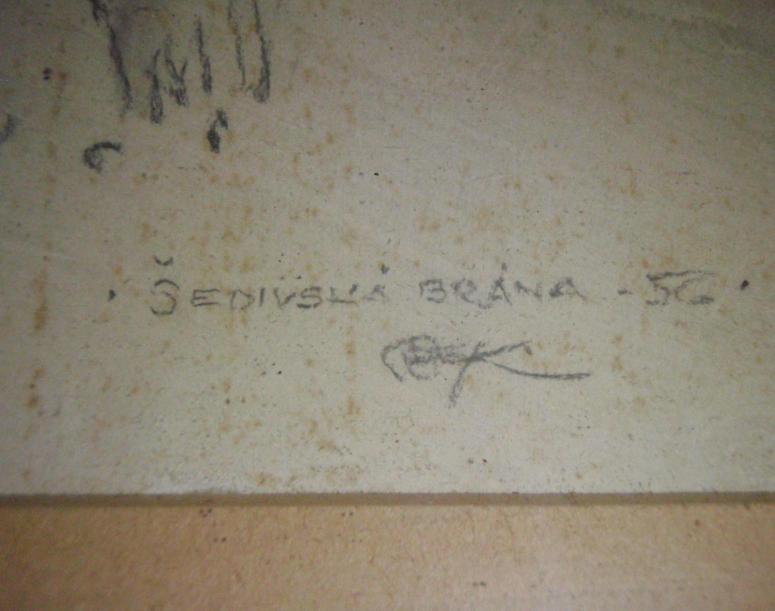 · ŠEDIVSKÁ BRÁNA - 56 ·